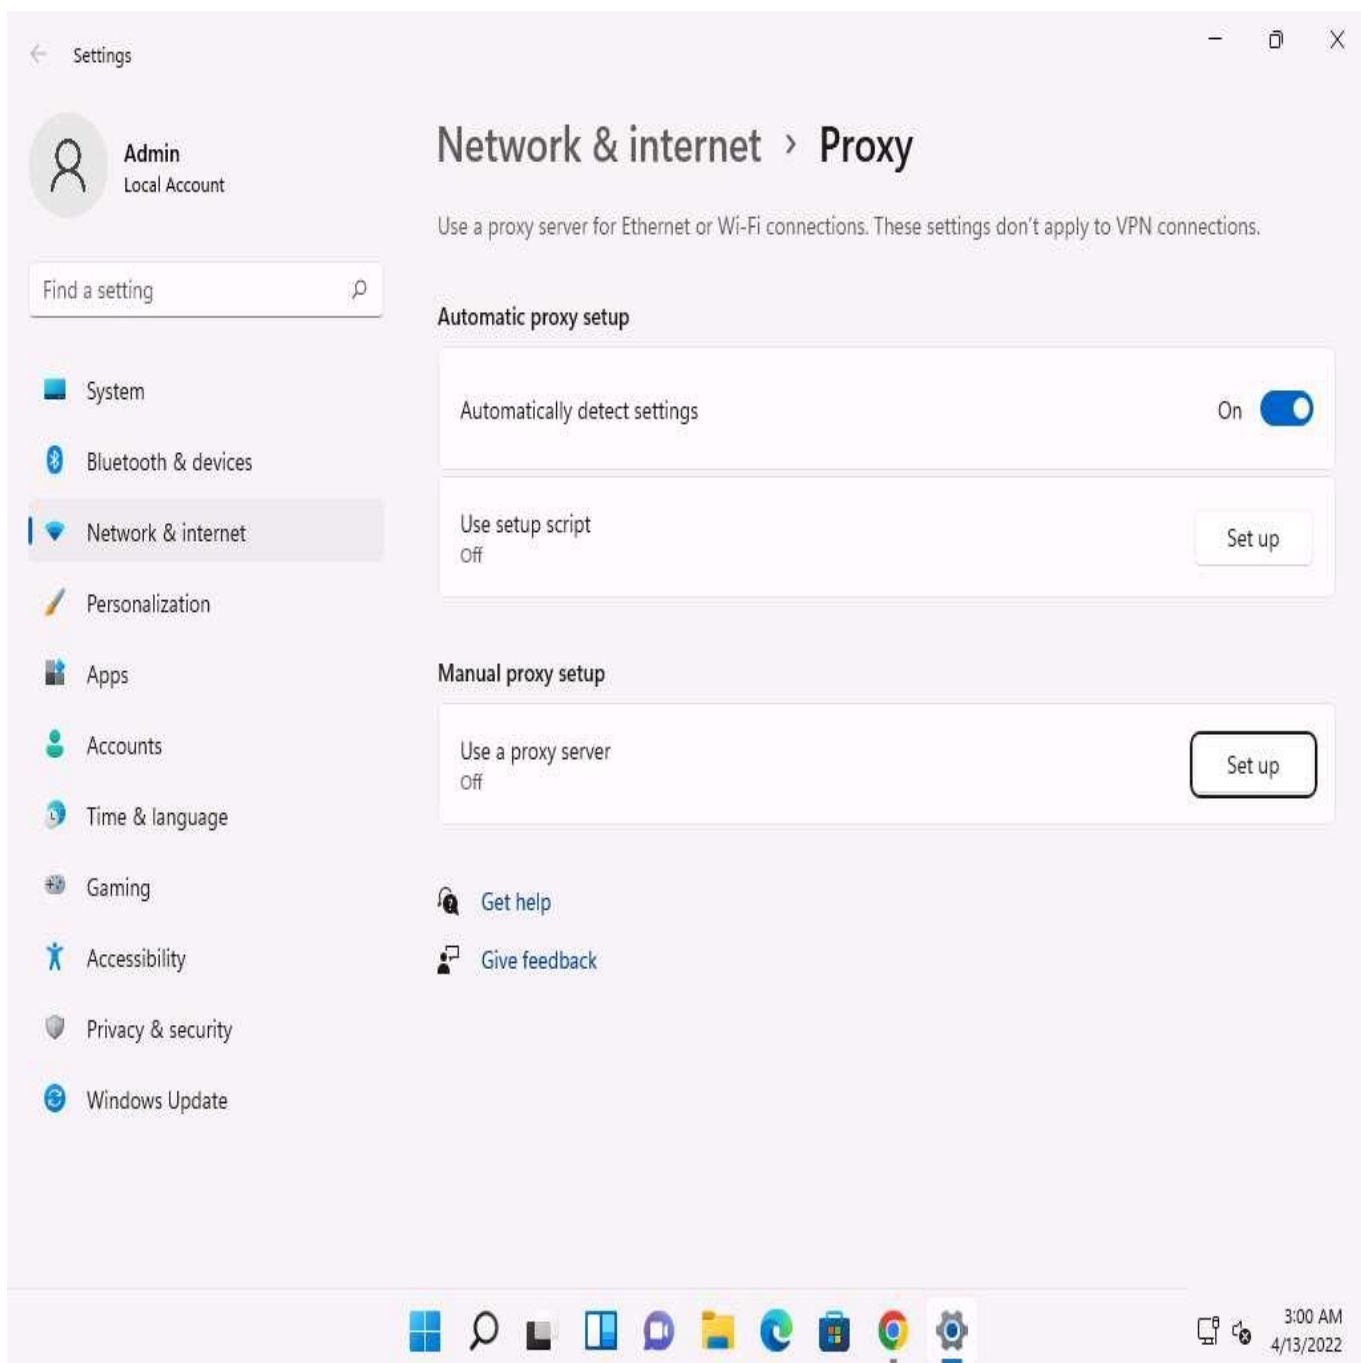 Settings
Admin
Local Account
Find a setting
System
Bluetooth & devices
Network & internet
Personalization
Apps
Accounts
Time & language
Gaming
Accessibility
Privacy & security
Windows Update
Network & internet › Proxy
Use a proxy server for Ethernet or Wi-Fi connections. These settings don't apply to VPN connections.
Automatic proxy setup
Automatically detect settings On
Use setup script
Off
Set up
Manual proxy setup
Use a proxy server
Off
Set up
Get help
Give feedback
3:00 AM
4/13/2022